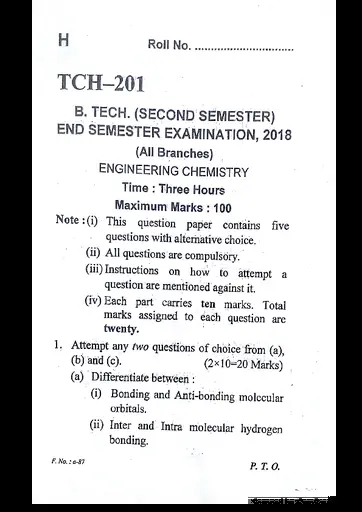 H
Roll No. ...............................
TCH–201
B. TECH. (SECOND SEMESTER)
END SEMESTER EXAMINATION, 2018
(All Branches)
ENGINEERING CHEMISTRY
Time : Three Hours
Maximum Marks : 100
Note : (i) This question paper contains five
questions with alternative choice.
(ii) All questions are compulsory.
(iii) Instructions on how to attempt a
question are mentioned against it.
(iv) Each part carries ten marks. Total
marks assigned to each question are
twenty.
1. Attempt any two questions of choice from (a),
(b) and (c). (2×10=20 Marks)
(a) Differentiate between :
(i) Bonding and Anti-bonding molecular
orbitals.
(ii) Inter and Intra molecular hydrogen
bonding.
F. No. : a-87
P. T. O.